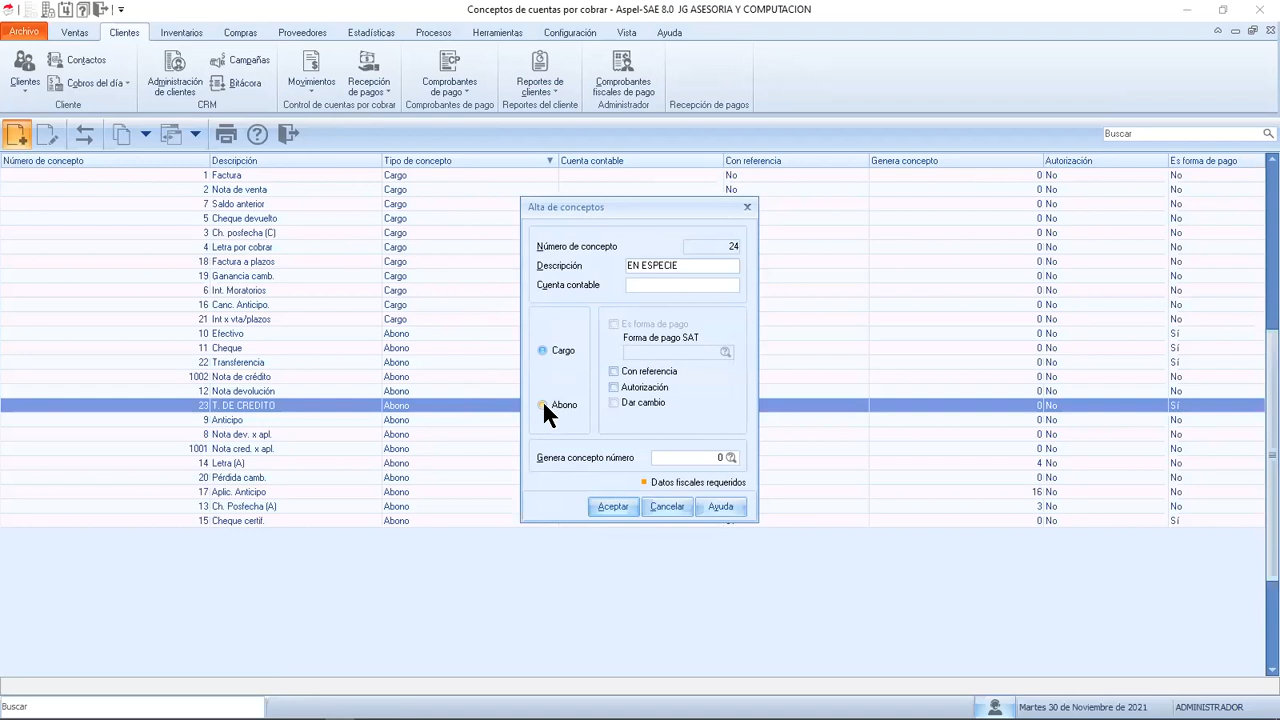 Conceptos de cuentas por cobrar - Aspel-SAE 8.0 JG ASESORIA Y COMPUTACION
Archivo Ventas Clientes Inventarios Compras Proveedores Estadísticas Procesos Herramientas Configuración Vista Ayuda
Clientes Contactos Cobros del día Administración de clientes Campañas Bitácora Movimientos Recepción de pagos Comprobantes de pago Reportes de clientes Comprobantes fiscales de pago
Cliente CRM Control de cuentas por cobrar Comprobantes de pago Reportes del cliente Administrador Recepción de pagos
Buscar
Número de concepto Descripción Tipo de concepto Cuenta contable Con referencia Genera concepto Autorización Es forma de pago
1 Factura Cargo No 0 No No
2 Nota de venta Cargo No 0 No No
7 Saldo anterior Cargo 0 No No
5 Cheque devuelto Cargo 0 No No
3 Ch. posfecha (C) Cargo 0 No No
4 Letra por cobrar Cargo 0 No No
18 Factura a plazos Cargo 0 No No
19 Ganancia camb. Cargo 0 No No
6 Int. Moratorios Cargo 0 No No
16 Canc. Anticipo. Cargo 0 No No
21 Int x vta/plazos Cargo 0 No No
10 Efectivo Abono 0 No Sí
11 Cheque Abono 0 No Sí
22 Transferencia Abono 0 No Sí
1002 Nota de crédito Abono 0 No No
12 Nota devolución Abono 0 No No
23 T. DE CREDITO Abono 0 No Sí
9 Anticipo Abono 0 No No
8 Nota dev. x apl. Abono 0 No No
1001 Nota cred. x apl. Abono 0 No No
14 Letra (A) Abono 4 No No
20 Pérdida camb. Abono 0 No No
17 Aplic. Anticipo Abono 16 No No
13 Ch. Posfecha (A) Abono 3 No No
15 Cheque certif. Abono 0 No Sí
Alta de conceptos
Número de concepto 24
Descripción EN ESPECIE
Cuenta contable
Es forma de pago
Forma de pago SAT
Cargo
Con referencia
Autorización
Abono Dar cambio
Genera concepto número 0
Datos fiscales requeridos
Aceptar Cancelar Ayuda
Buscar Martes 30 de Noviembre de 2021 ADMINISTRADOR